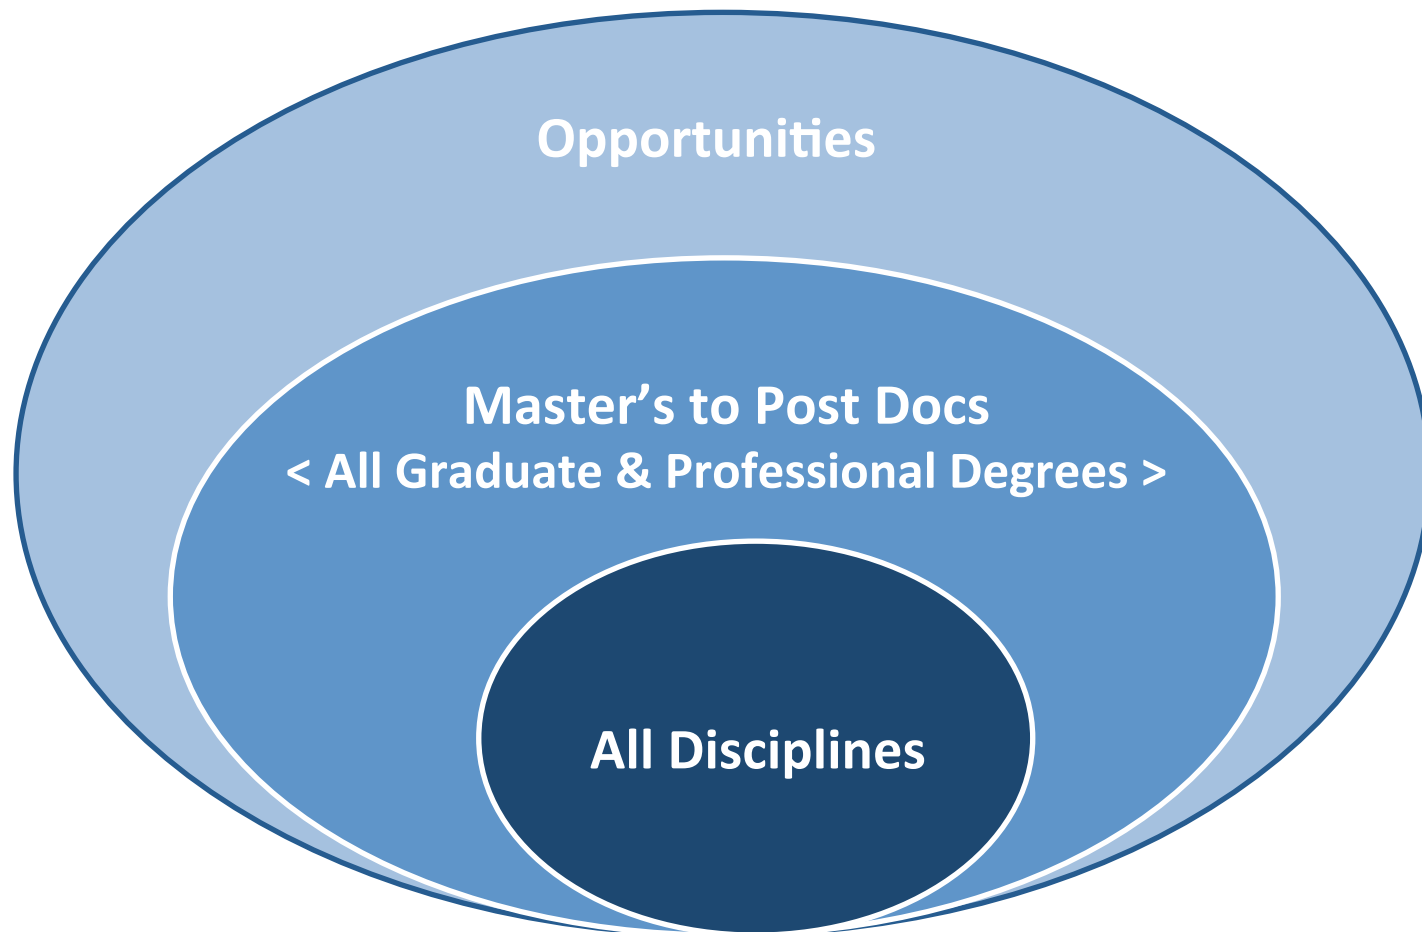 Opportunities
Master’s to Post Docs
< All Graduate & Professional Degrees >
All Disciplines